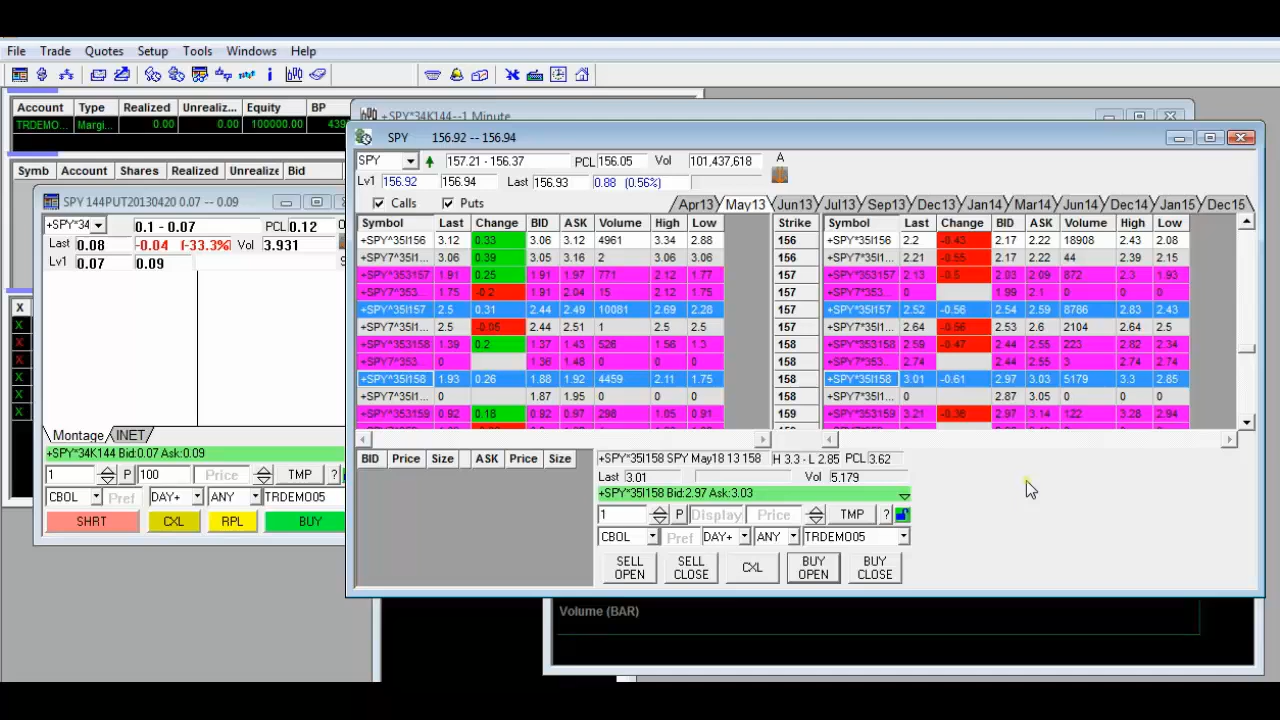 File Trade Quotes Setup Tools Windows Help
Account Type Realized Unrealiz... Equity BP
TRDEMO... Margi... 0.00 0.00 100000.00
Symb Account Shares Realized Unrealize Bid
SPY 144PUT20130420 0.07 -- 0.09
+SPY*34 0.1 - 0.07 PCL 0.12
Last 0.08 -0.04 (-33.3%) Vol 3,931
Lv1 0.07 0.09
X
X
X
X
X
X
X
Montage INET
+SPY*34K144 Bid:0.07 Ask:0.09
1 P 100 Price TMP ?
CBOL Pref DAY+ ANY TRDEMO05
SHRT CXL RPL BUY
+SPY*34K144--1 Minute
SPY 156.92 -- 156.94
SPY 157.21 - 156.37 PCL 156.05 Vol 101,437,618 A
Lv1 156.92 156.94 Last 156.93 0.88 (0.56%)
Calls Puts Apr13 May13 Jun13 Jul13 Sep13 Dec13 Jan14 Mar14 Jun14 Dec14 Jan15 Dec15
Symbol Last Change BID ASK Volume High Low Strike Symbol Last Change BID ASK Volume High Low
+SPY^35I156 3.12 0.33 3.06 3.12 4961 3.34 2.88 156 +SPY*35I156 2.2 -0.43 2.17 2.22 18908 2.43 2.08
+SPY7^35I1... 3.06 0.39 3.05 3.16 2 3.06 3.06 156 +SPY7*35I1... 2.21 -0.55 2.17 2.22 44 2.39 2.15
+SPY^353157 1.91 0.25 1.91 1.97 771 2.12 1.77 157 +SPY*353157 2.13 -0.5 2.03 2.09 872 2.3 1.93
+SPY7^353... 1.75 -0.2 1.91 2.04 15 2.12 1.75 157 +SPY7*353... 0 1.99 2.1 0 0 0
+SPY^35I157 2.5 0.31 2.44 2.49 10081 2.69 2.28 157 +SPY*35I157 2.52 -0.56 2.54 2.59 8786 2.83 2.43
+SPY7^35I1... 2.5 -0.05 2.44 2.51 1 2.5 2.5 157 +SPY7*35I1... 2.64 -0.56 2.53 2.6 2104 2.64 2.5
+SPY^353158 1.39 0.2 1.37 1.43 526 1.56 1.3 158 +SPY*353158 2.59 -0.47 2.44 2.55 223 2.82 2.34
+SPY7^353... 0 1.36 1.48 0 0 0 158 +SPY7*353... 2.74 2.44 2.55 3 2.74 2.74
+SPY^35I158 1.93 0.26 1.88 1.92 4459 2.11 1.75 158 +SPY*35I158 3.01 -0.61 2.97 3.03 5179 3.3 2.85
+SPY7^35I1... 0 1.87 1.95 0 0 0 158 +SPY7*35I1... 0 2.87 3.05 0 0 0
+SPY^353159 0.92 0.18 0.92 0.97 298 1.05 0.91 159 +SPY*353159 3.21 -0.36 2.97 3.14 122 3.28 2.94
BID Price Size ASK Price Size
+SPY*35I158 SPY May18 13 158 H 3.3 - L 2.85 PCL 3.62
Last 3.01 Vol 5,179
+SPY*35I158 Bid:2.97 Ask:3.03
1 P Display Price TMP ?
CBOL Pref DAY+ ANY TRDEMO05
SELL OPEN SELL CLOSE CXL BUY OPEN BUY CLOSE
Volume (BAR)